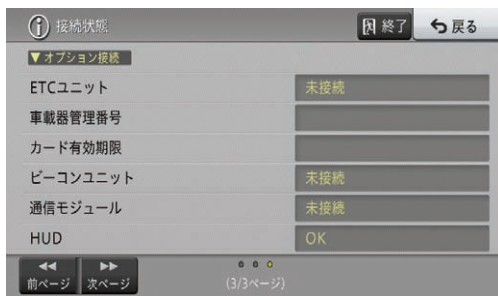 接続状態
終了
戻る
▼オプション接続
ETCユニット 未接続
車載器管理番号
カード有効期限
ビーコンユニット 未接続
通信モジュール 未接続
HUD OK
前ページ 次ページ (3/3ページ)